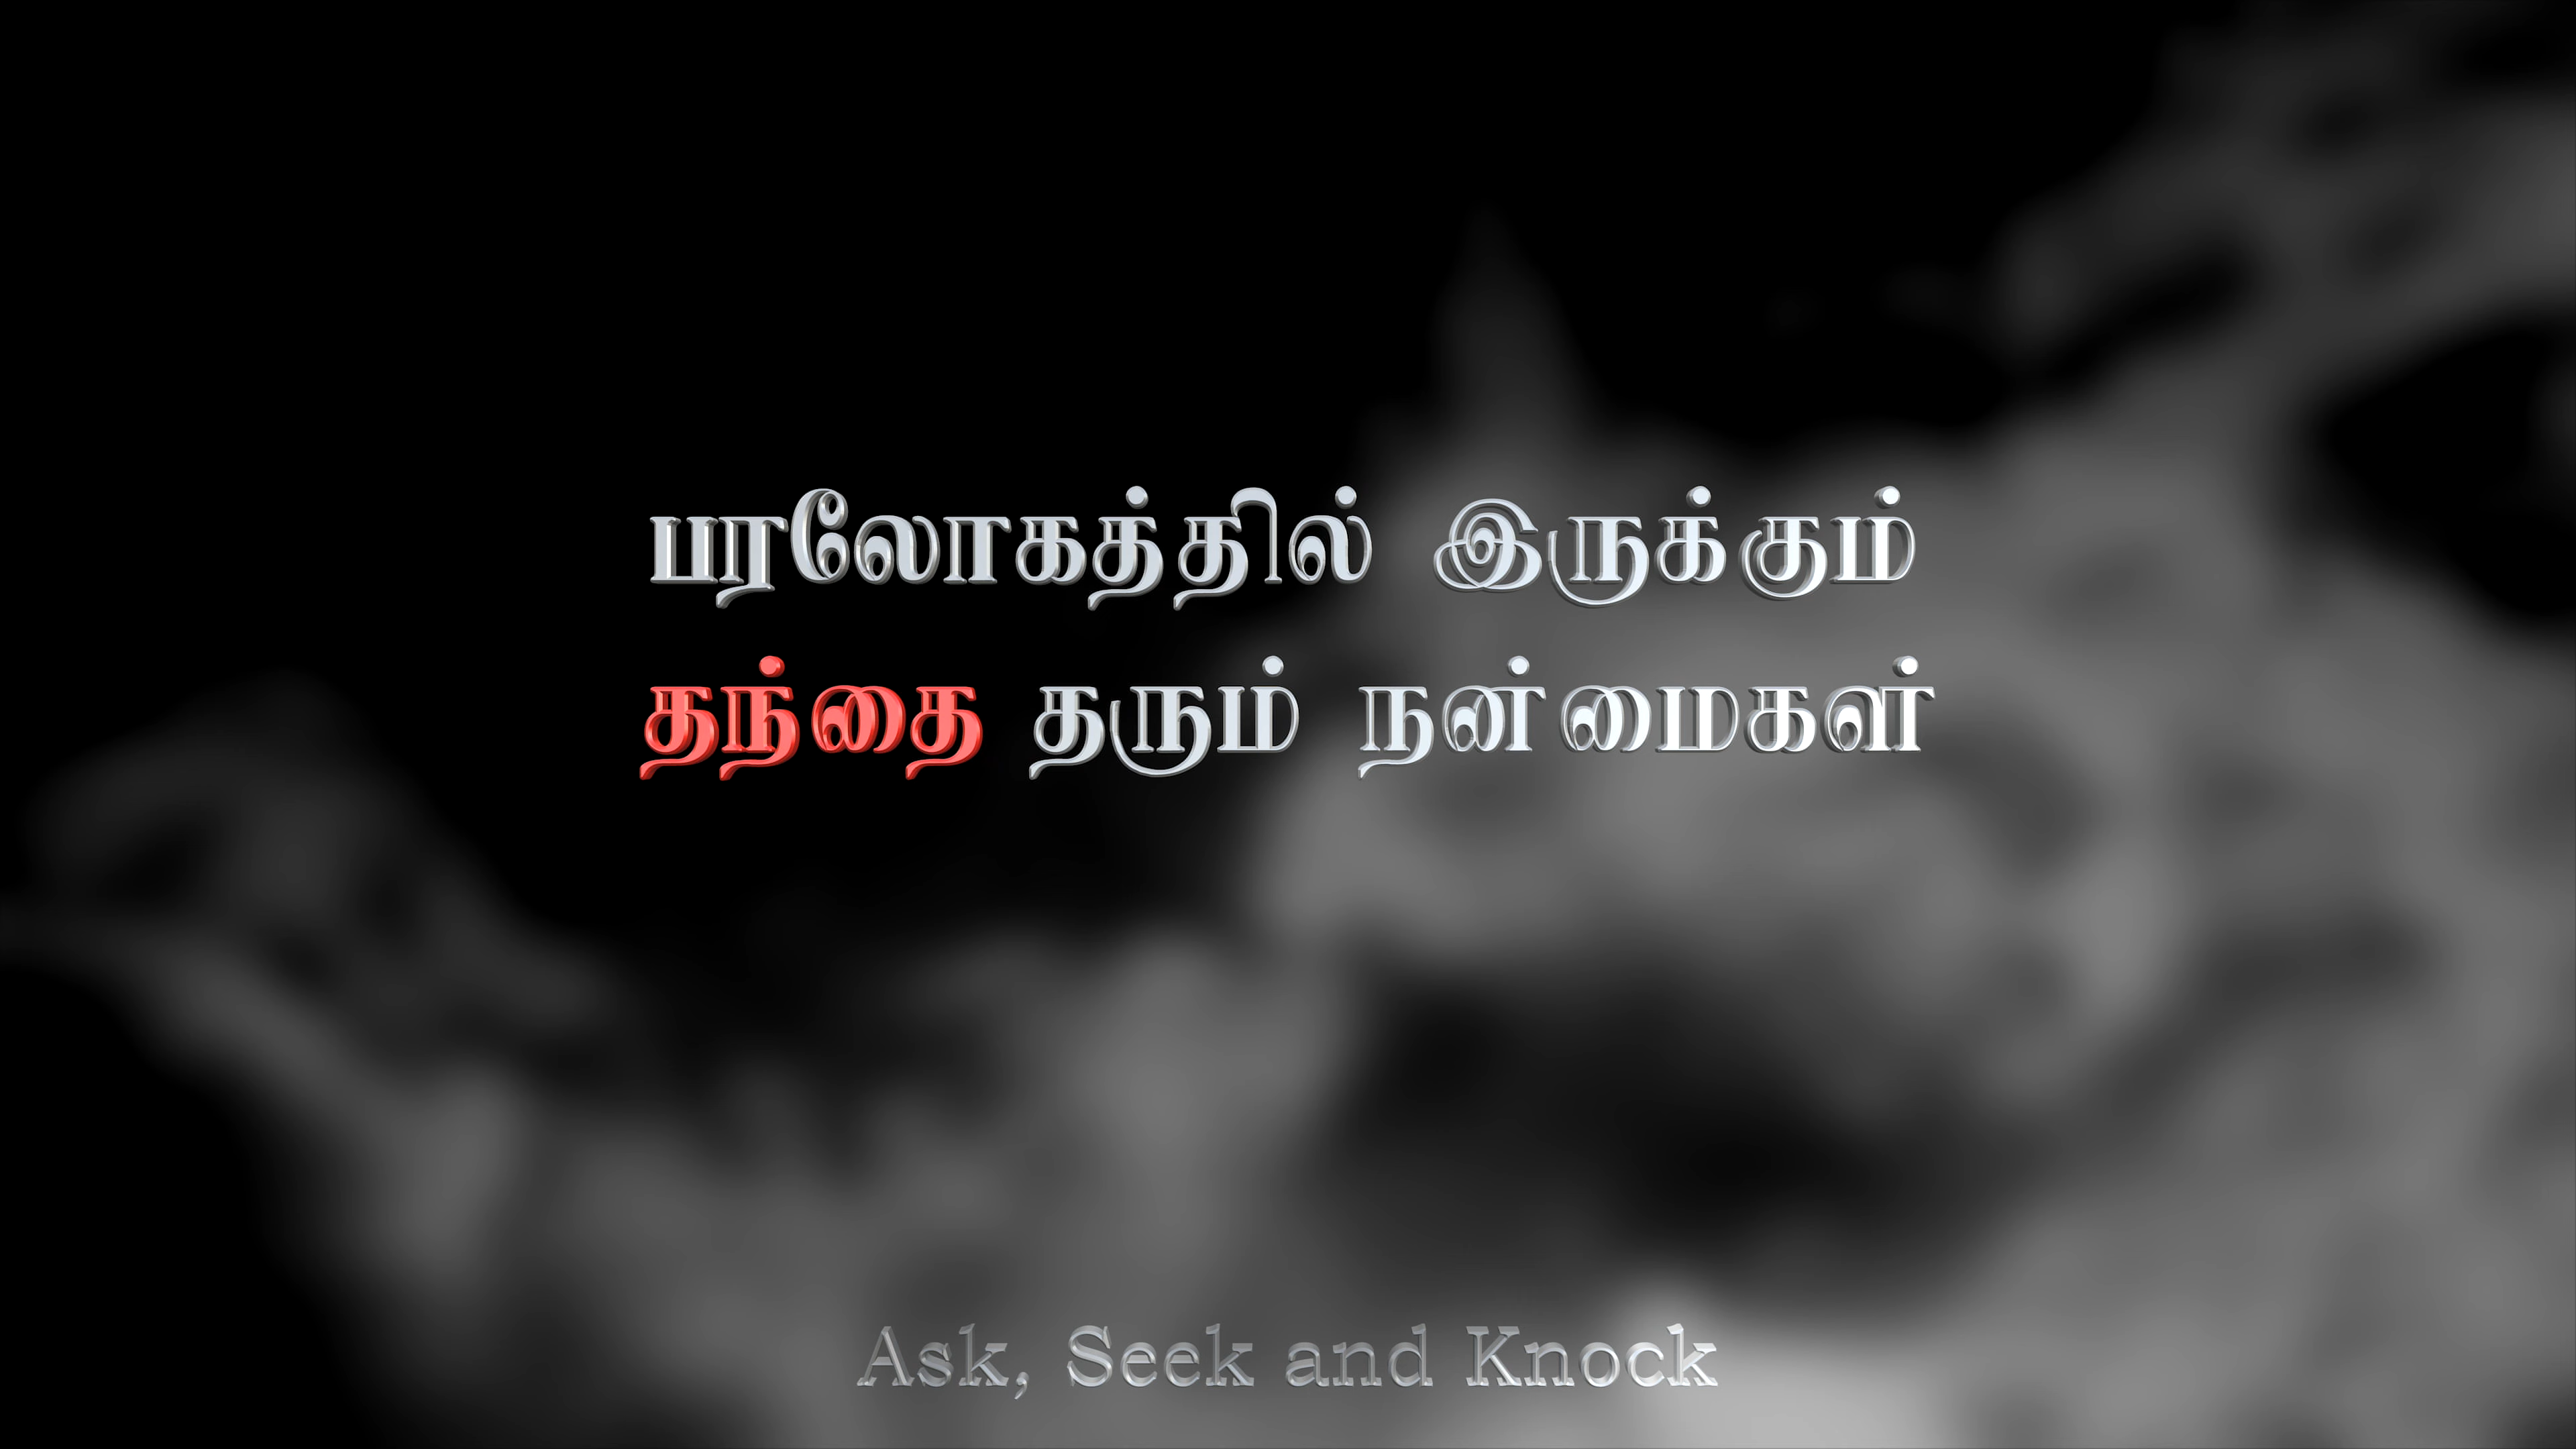 பரலோகத்தில் இருக்கும்
தந்தை தரும் நன்மைகள்
Ask, Seek and Knock